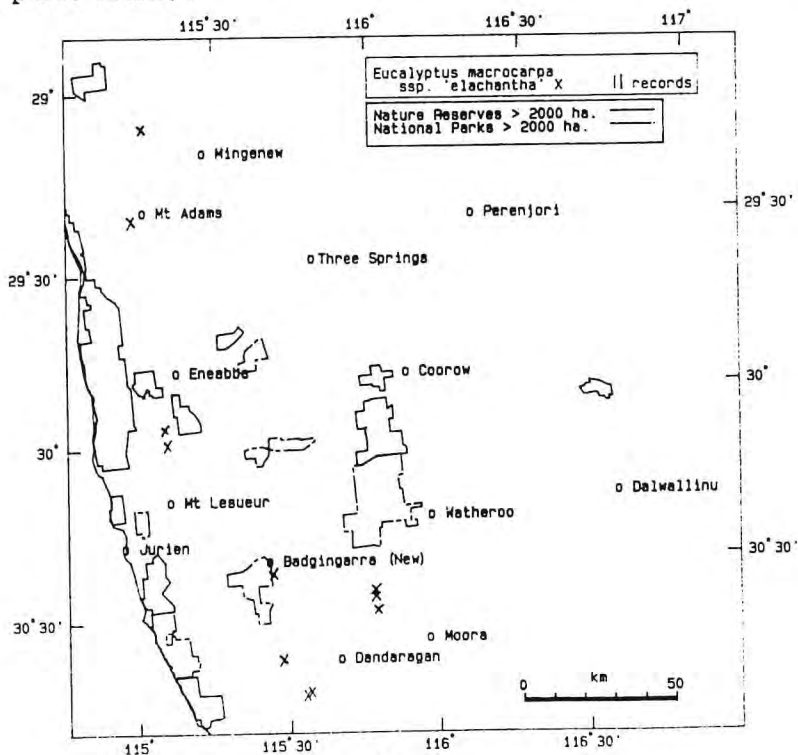 115° 30'
116°
116° 30'
117°
Eucalyptus macrocarpa
ssp. 'elachantha' X
11 records
Nature Reserves > 2000 ha.
National Parks > 2000 ha.
29°
Mingenew
Mt Adams
Perenjori
29° 30'
Three Springs
29° 30'
Eneabba
Coorow
30°
30°
Mt Lesueur
Watheroo
Dalwallinu
Jurien
Badgingarra (New)
30° 30'
30° 30'
Moora
Dandaragan
0 km 50
115°
115° 30'
116°
116° 30'